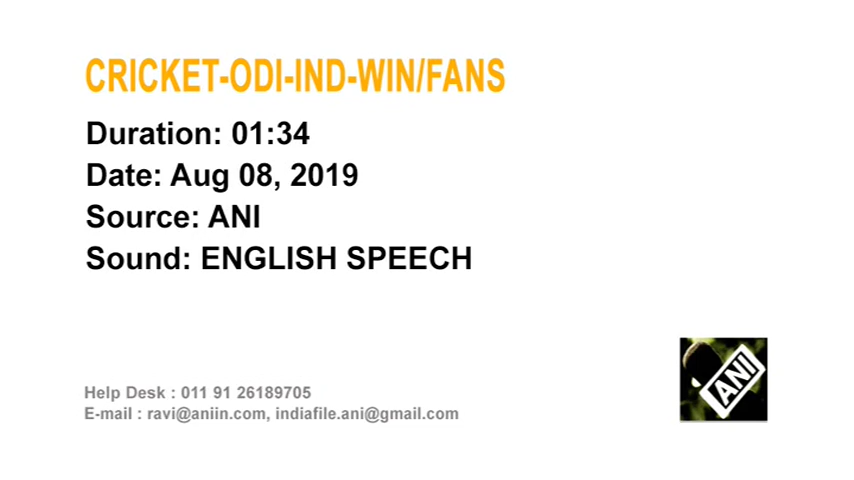 CRICKET-ODI-IND-WIN/FANS
Duration: 01:34
Date: Aug 08, 2019
Source: ANI
Sound: ENGLISH SPEECH
Help Desk : 011 91 26189705
E-mail : ravi@aniin.com, indiafile.ani@gmail.com
ANI